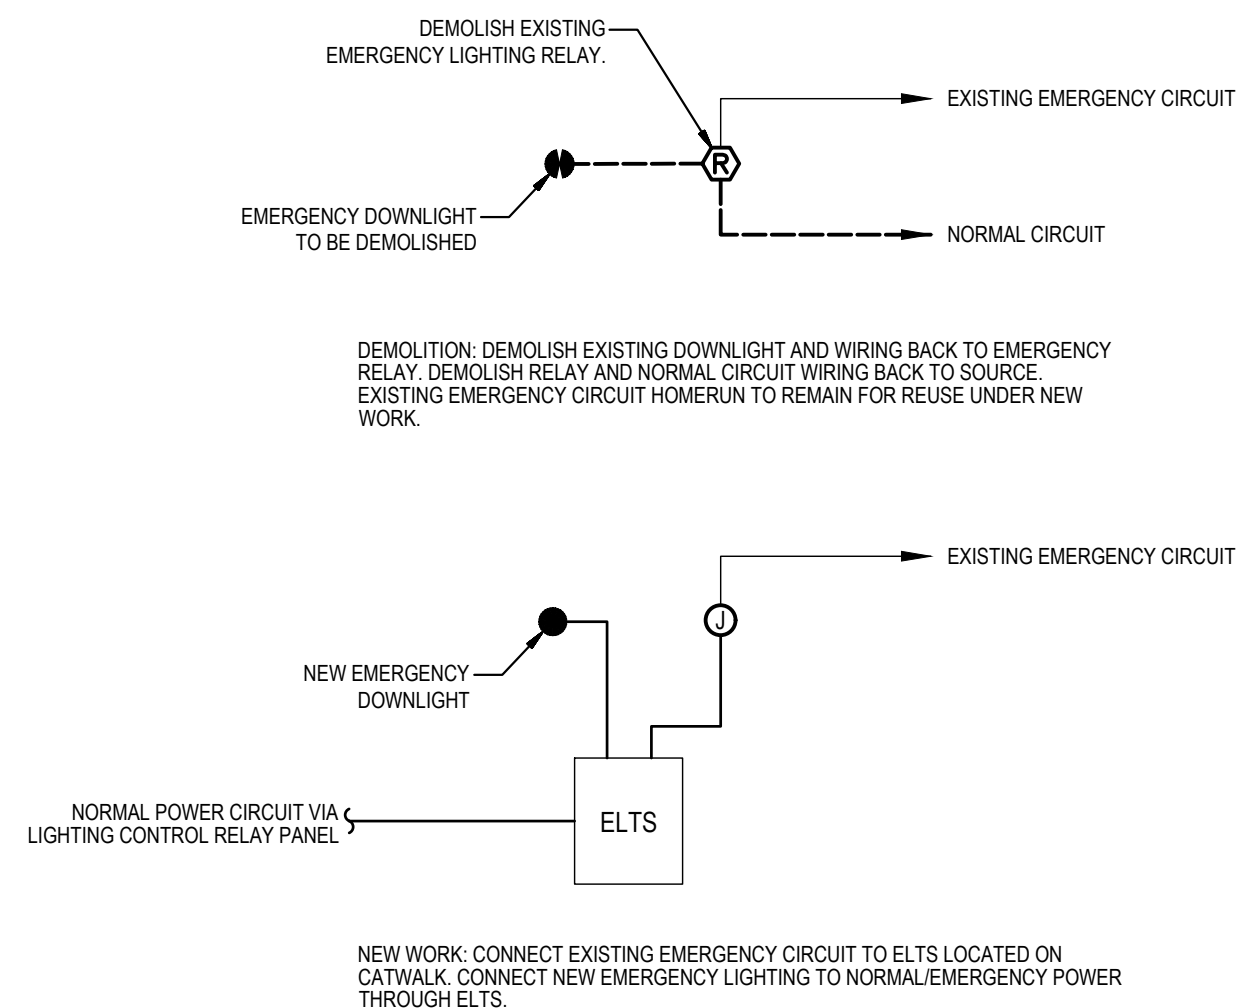 DEMOLISH EXISTING
EMERGENCY LIGHTING RELAY.
EXISTING EMERGENCY CIRCUIT
R
EMERGENCY DOWNLIGHT
TO BE DEMOLISHED
NORMAL CIRCUIT
DEMOLITION: DEMOLISH EXISTING DOWNLIGHT AND WIRING BACK TO EMERGENCY
RELAY. DEMOLISH RELAY AND NORMAL CIRCUIT WIRING BACK TO SOURCE.
EXISTING EMERGENCY CIRCUIT HOMERUN TO REMAIN FOR REUSE UNDER NEW
WORK.
EXISTING EMERGENCY CIRCUIT
J
NEW EMERGENCY
DOWNLIGHT
NORMAL POWER CIRCUIT VIA
LIGHTING CONTROL RELAY PANEL
ELTS
NEW WORK: CONNECT EXISTING EMERGENCY CIRCUIT TO ELTS LOCATED ON
CATWALK. CONNECT NEW EMERGENCY LIGHTING TO NORMAL/EMERGENCY POWER
THROUGH ELTS.